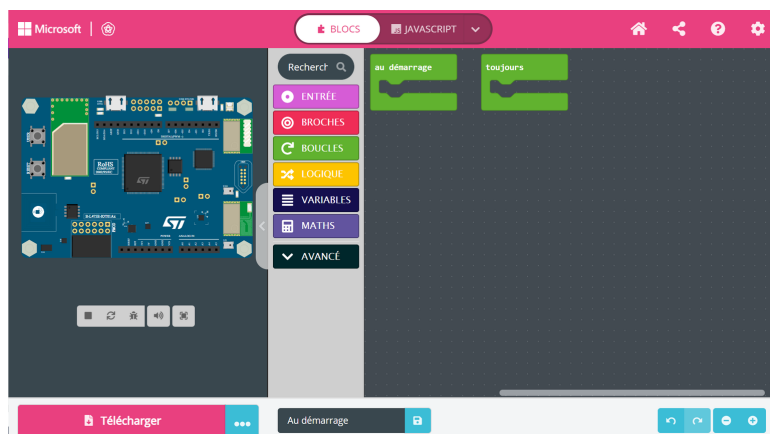 Microsoft
BLOCS
JAVASCRIPT
Recherch
ENTRÉE
BROCHES
BOUCLES
LOGIQUE
VARIABLES
MATHS
AVANCÉ
au démarrage
toujours
RoHS
Télécharger
Au démarrage